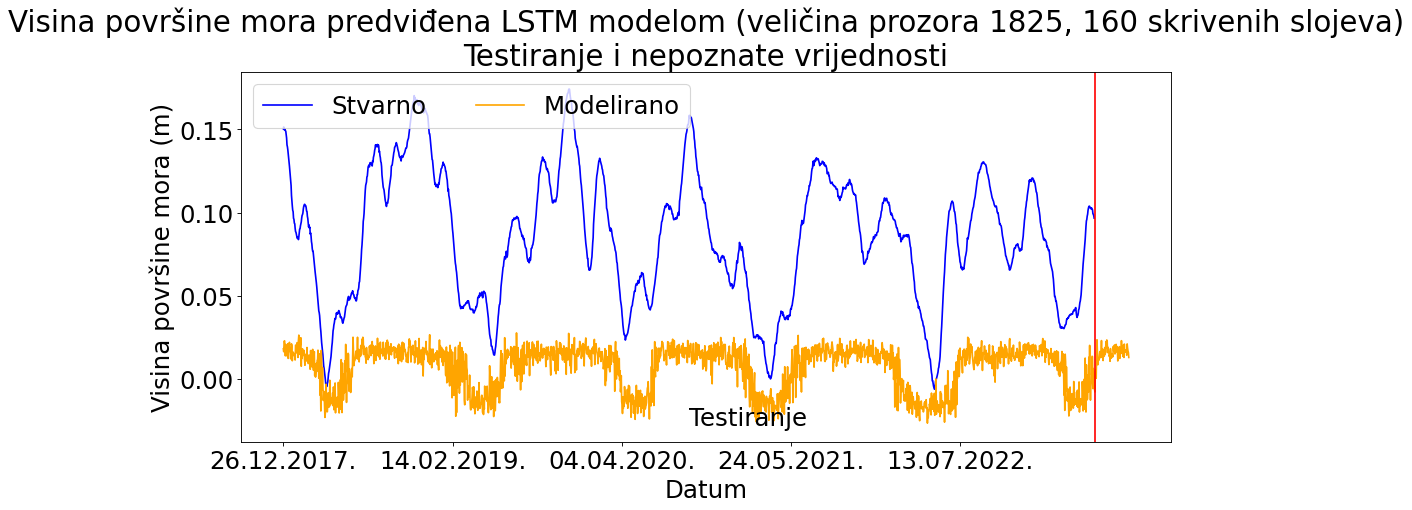 Visina površine mora predviđena LSTM modelom (veličina prozora 1825, 160 skrivenih slojeva)
Testiranje i nepoznate vrijednosti
Stvarno
Modelirano
Visina površine mora (m)
0.15
0.10
0.05
0.00
Testiranje
26.12.2017.
14.02.2019.
04.04.2020.
24.05.2021.
13.07.2022.
Datum